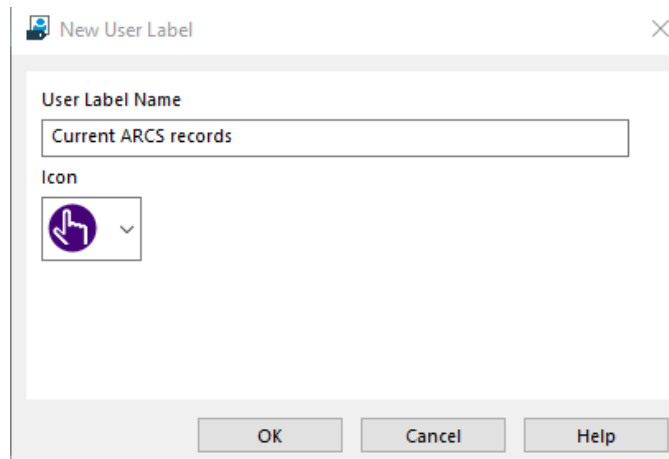 New User Label
User Label Name
Current ARCS records
Icon
OK Cancel Help